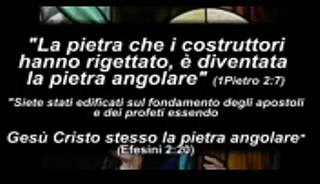 "La pietra che i costruttori
hanno rigettato, è diventata
la pietra angolare" (1Pietro 2:7)
"Siete stati edificati sul fondamento degli apostoli
e dei profeti essendo
Gesù Cristo stesso la pietra angolare"
(Efesini 2:20)